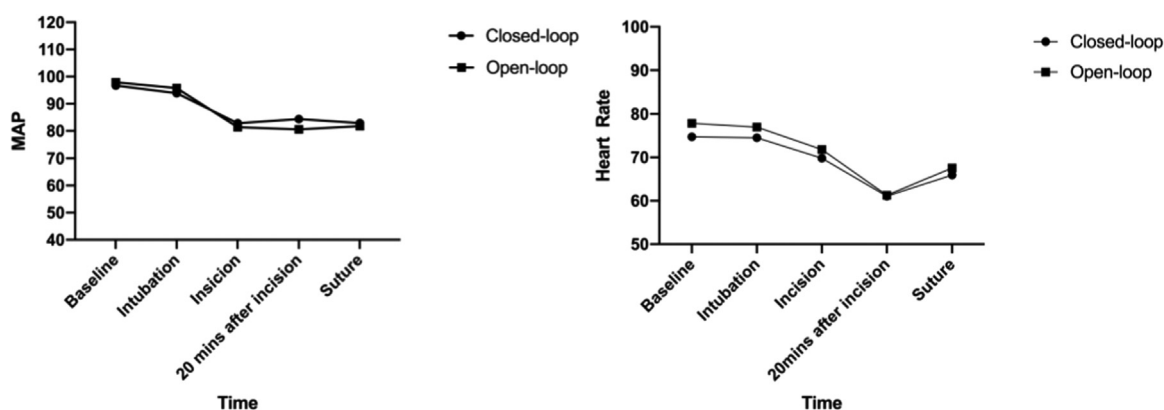 120
110
100
90
80
70
60
50
40
MAP
Baseline
Intubation
Insicion
20 mins after incision
Suture
Time
Closed-loop
Open-loop
100
90
80
70
60
50
Heart Rate
Baseline
Intubation
Incision
20mins after incision
Suture
Time
Closed-loop
Open-loop